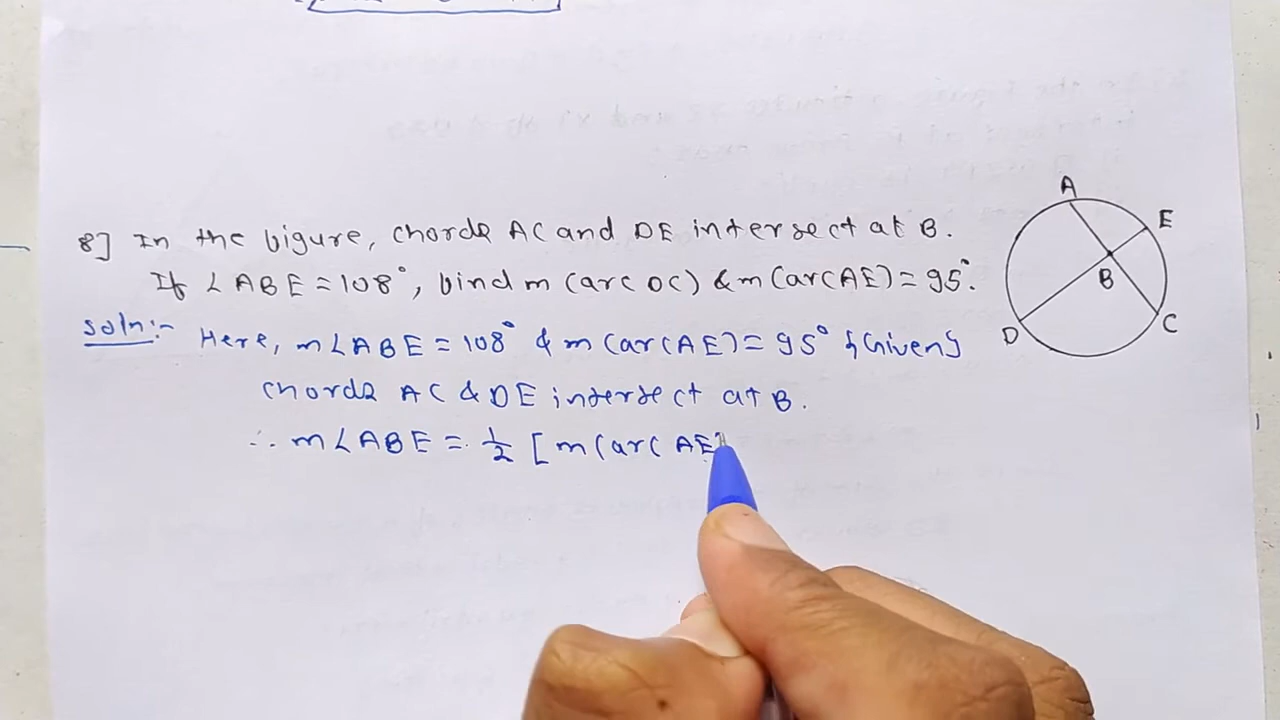 8] In the figure, chords AC and DE intersect at B.
If ∠ABE = 108°, find m (arc DC) & m (arc AE) = 95°.
Soln:- Here, m∠ABE = 108° & m (arc AE) = 95° {Given}
Chords AC & DE intersect at B.
∴ m∠ABE = 1/2 [m (arc AE)
A
E
B
D
C